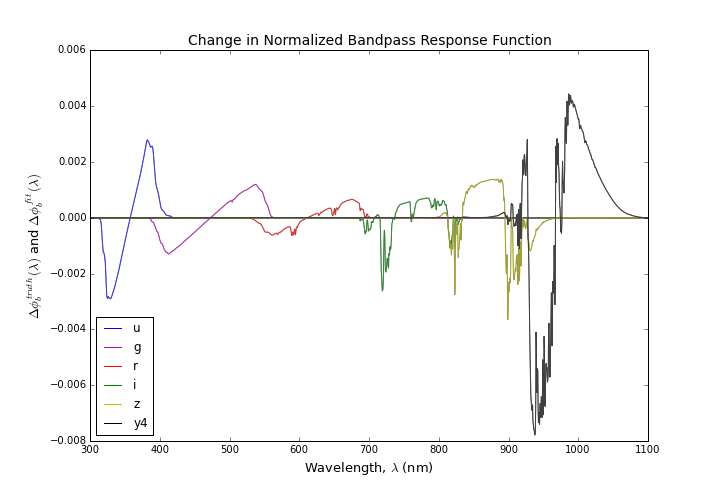 Change in Normalized Bandpass Response Function
0.006
0.004
0.002
0.000
−0.002
−0.004
−0.006
−0.008
Δϕ_b^truth(λ) and Δϕ_b^fit(λ)
u
g
r
i
z
y4
300 400 500 600 700 800 900 1000 1100
Wavelength, λ (nm)